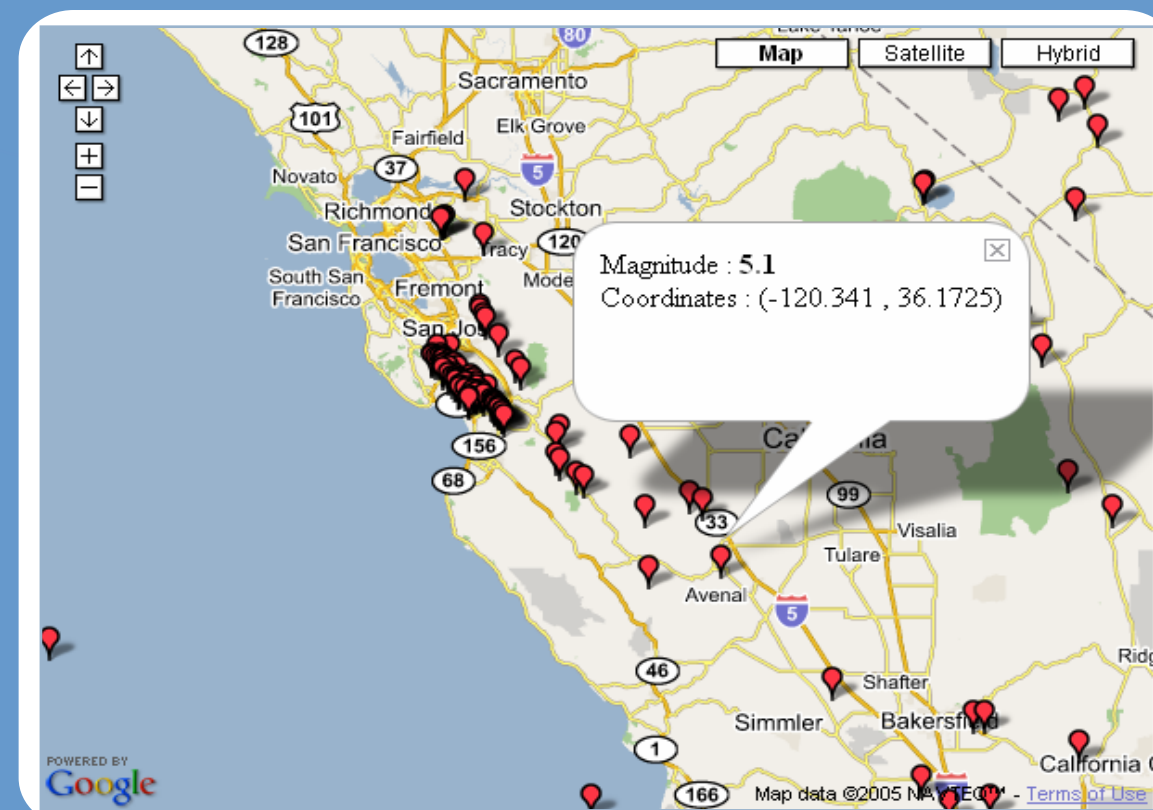 128
80
Map
Satellite
Hybrid
Sacramento
101
Elk Grove
Fairfield
37
5
Novato
Richmond
Stockton
San Francisco
120
Tracy
South San
Francisco
Fremont
Magnitude : 5.1
Coordinates : (-120.341 , 36.1725)
156
68
99
33
Visalia
Tulare
Avenal
5
46
Shafter
Simmler
Bakersfield
1
California
166
POWERED BY
Google
Map data ©2005 NAVTEQ™ - Terms of Use